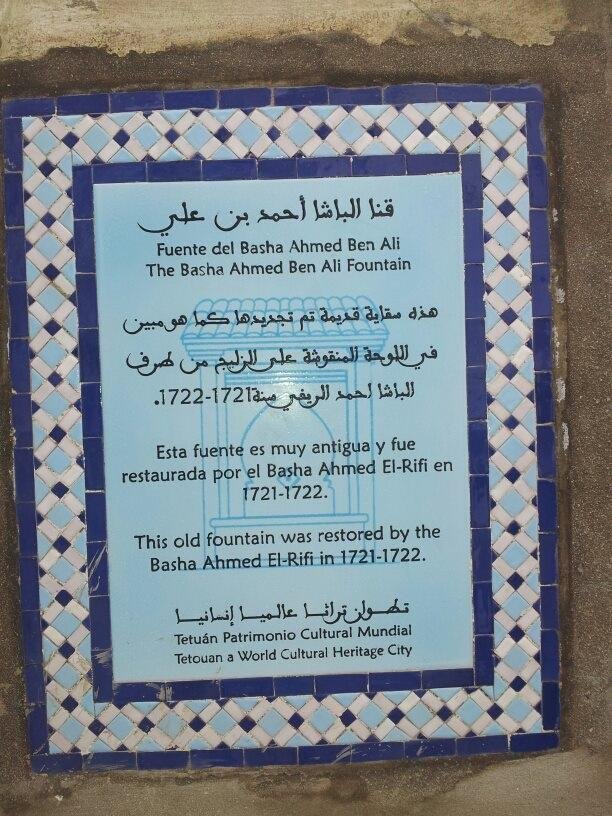 قنا الباشا أحمد بن علي
Fuente del Basha Ahmed Ben Ali
The Basha Ahmed Ben Ali Fountain
هذه سقاية قديمة تم تجديدها كما هو مبين
في اللوحة المنقوشة على الزليج من طرف
الباشا احمد الريفي سنة 1721-1722.
Esta fuente es muy antigua y fue
restaurada por el Basha Ahmed El-Rifi en
1721-1722.
This old fountain was restored by the
Basha Ahmed El-Rifi in 1721-1722.
تطوان تراثا عالميا إنسانيا
Tetuán Patrimonio Cultural Mundial
Tetouan a World Cultural Heritage City